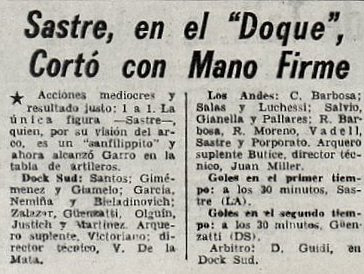 Sastre, en el "Doque",
Cortó con Mano Firme
★ Acciones mediocres y
resultado justo: 1 a 1. La
única figura —Sastre—,
quien, por su visión del ar-
co, es un "sanfilippito" y
ahora alcanzó Garro en la
tabla de artilleros.
Dock Sud: Santos; Gim-
ménez y Giamelo; García,
Nemiña y Bieladinovich;
Zalazar, Güenzatti, Olguín,
Justich y Martínez. Arque-
ro suplente, Victoriano; di-
rector técnico, V. De la
Mata.
Los Andes: C. Barbosa;
Salas y Luchessi; Salvio,
Gianella y Pallares; R. Bar-
bosa, R. Moreno, Vadell,
Sastre y Porporato. Arquero
suplente Butice, director téc-
nico, Juan Miller.
Goles en el primer tiem-
po: a los 30 minutos, Sas-
tre (LA).
Goles en el segundo tiem-
po: a los 30 minutos, Güen-
zatti (DS).
Arbitro: D. Guidi, en
Dock Sud.